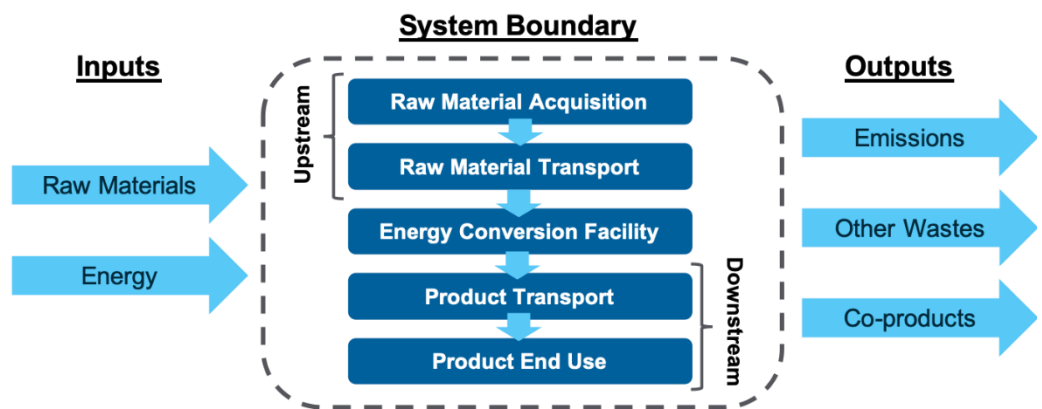 System Boundary
Inputs
Outputs
Upstream
Raw Material Acquisition
Raw Material Transport
Energy Conversion Facility
Product Transport
Product End Use
Downstream
Raw Materials
Energy
Emissions
Other Wastes
Co-products